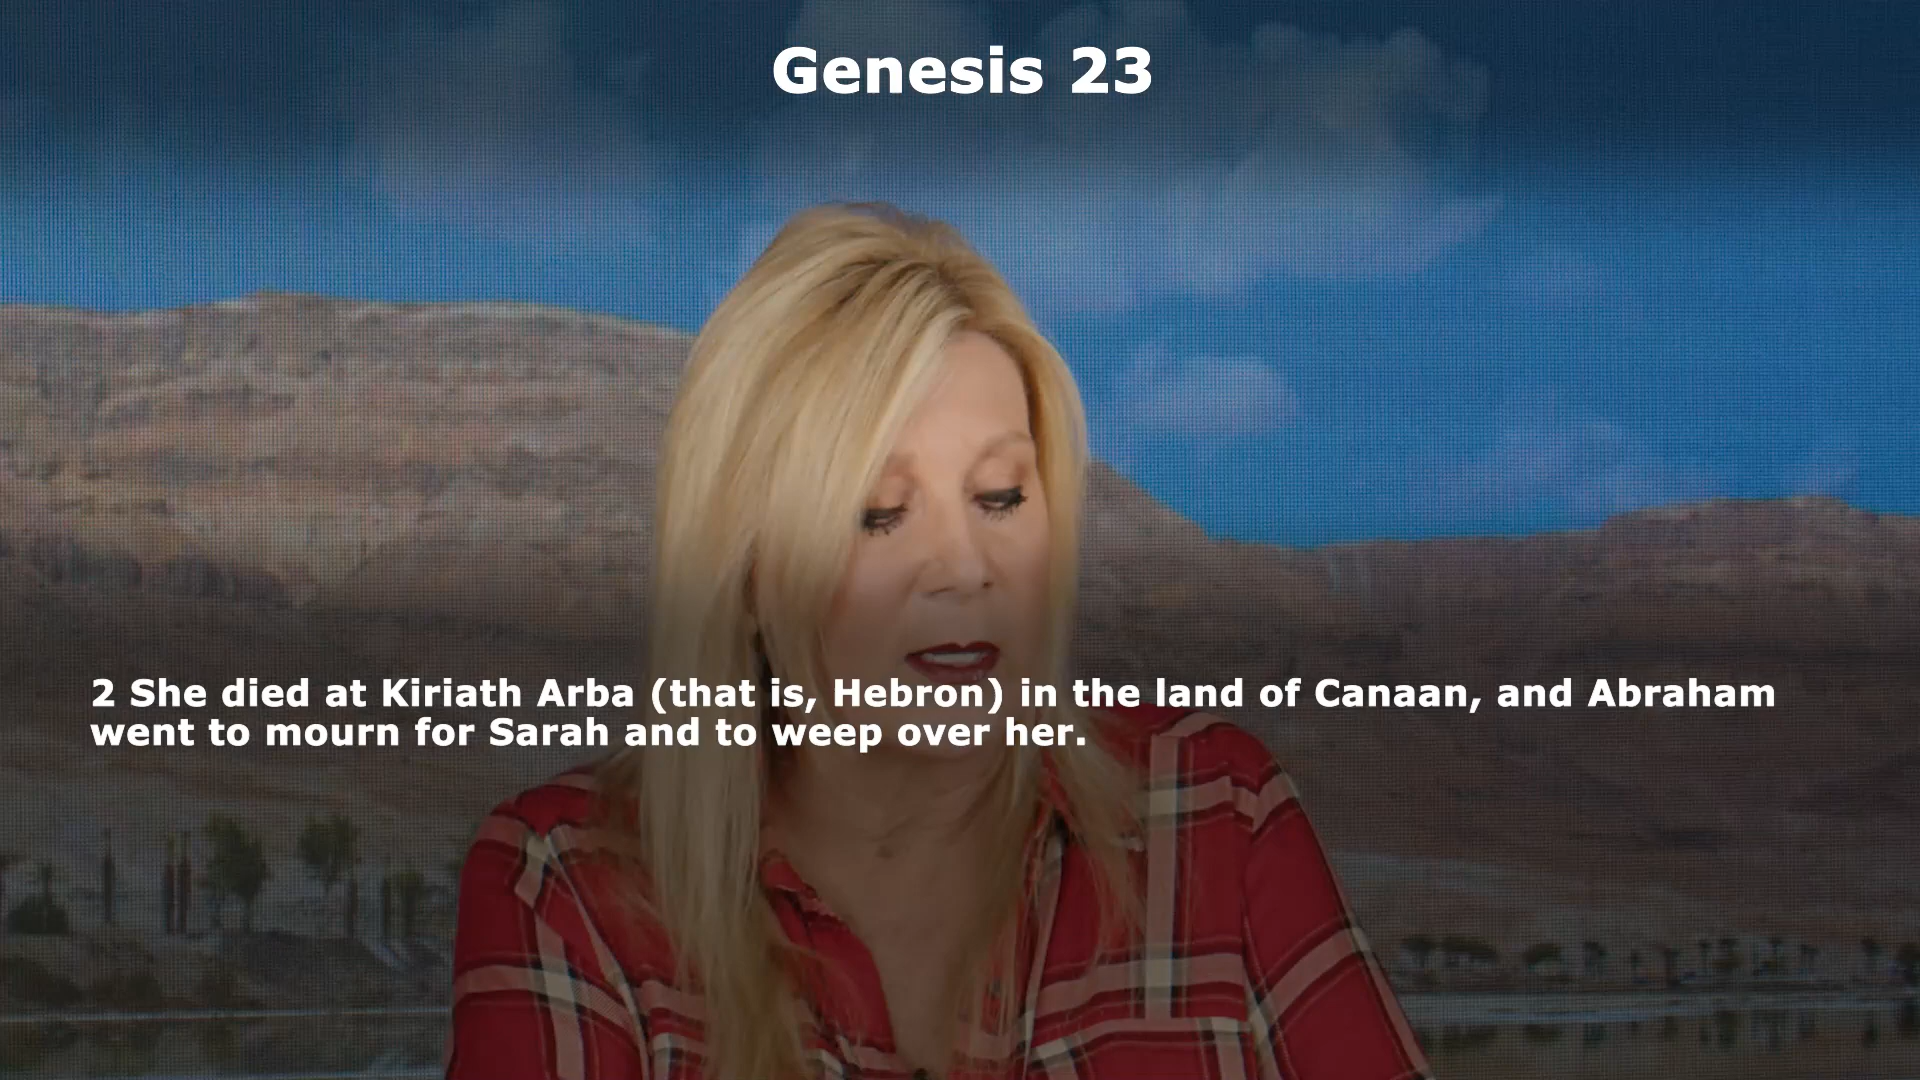 Genesis 23
2 She died at Kiriath Arba (that is, Hebron) in the land of Canaan, and Abraham
went to mourn for Sarah and to weep over her.